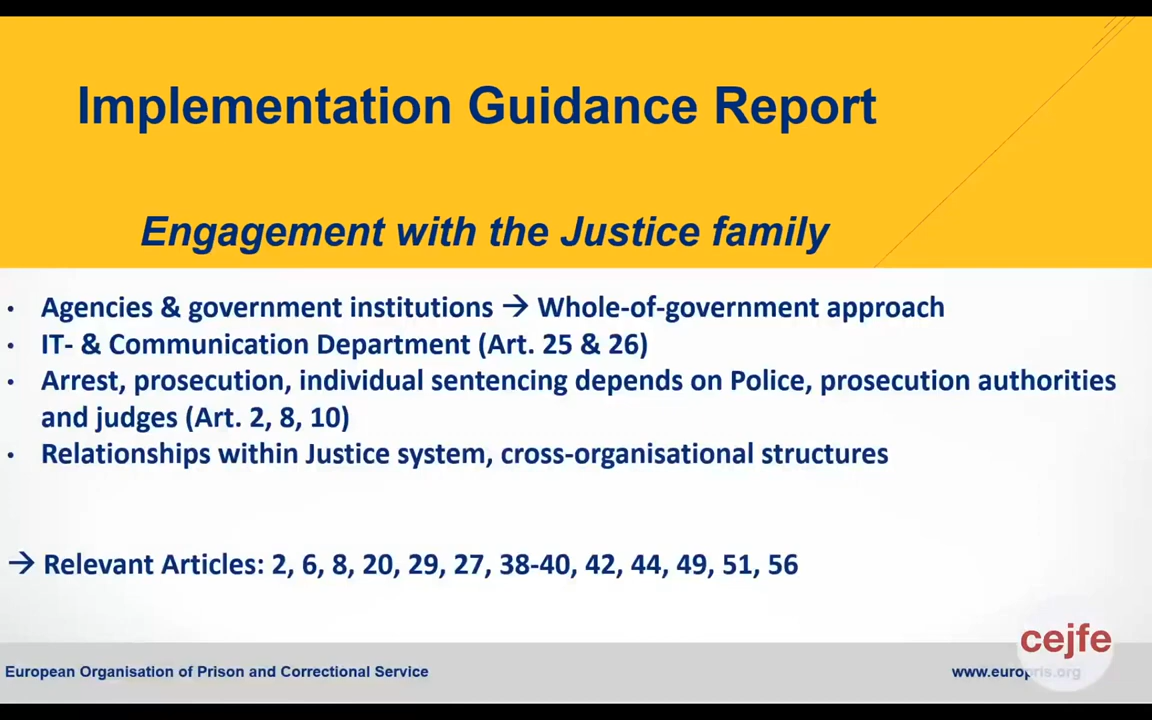 Implementation Guidance Report
Engagement with the Justice family
• Agencies & government institutions → Whole-of-government approach
• IT- & Communication Department (Art. 25 & 26)
• Arrest, prosecution, individual sentencing depends on Police, prosecution authorities
and judges (Art. 2, 8, 10)
• Relationships within Justice system, cross-organisational structures
→ Relevant Articles: 2, 6, 8, 20, 29, 27, 38-40, 42, 44, 49, 51, 56
cejfe
European Organisation of Prison and Correctional Service
www.europris.org